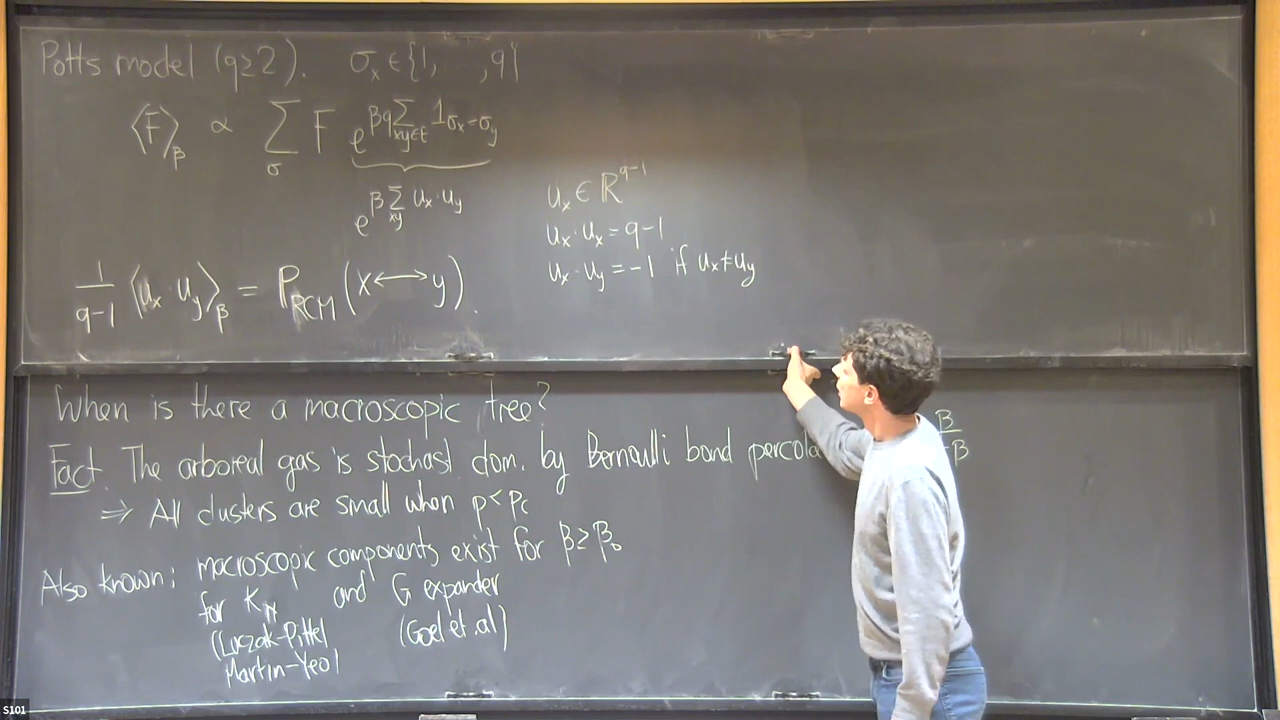 Potts model (q≥2). σ_x ∈ {1, ,q}
⟨F⟩_β ∝ ∑_σ F e^{βq ∑_{xy∈E} 1_{σ_x=σ_y}}
e^{β ∑_{xy} u_x · u_y}
u_x ∈ ℝ^{q-1}
u_x · u_x = q-1
u_x · u_y = -1 if u_x ≠ u_y
1/(q-1) ⟨u_x · u_y⟩_β = P_RCM (x ⟷ y).
When is there a macroscopic tree?
Fact. The arboreal gas is stochast dom. by Bernoulli bond percola β -β
⇒ All clusters are small when p < p_c
Also known: macroscopic components exist for β ≥ β_0
for K_N and G expander
(Luczak-Pittel (Goel et. al)
Martin-Yeo)
S101